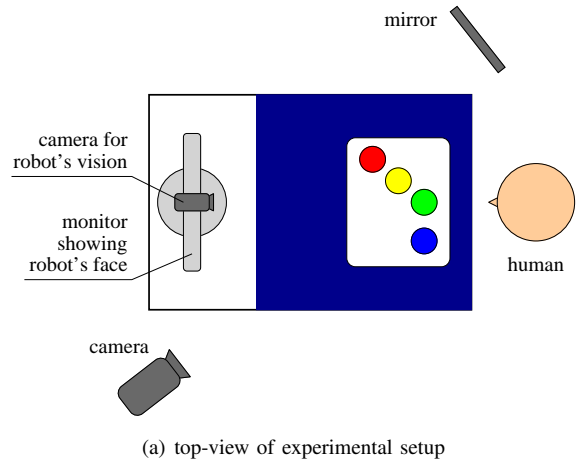 mirror
camera for
robot's vision
monitor
showing
robot's face
human
camera
(a) top-view of experimental setup